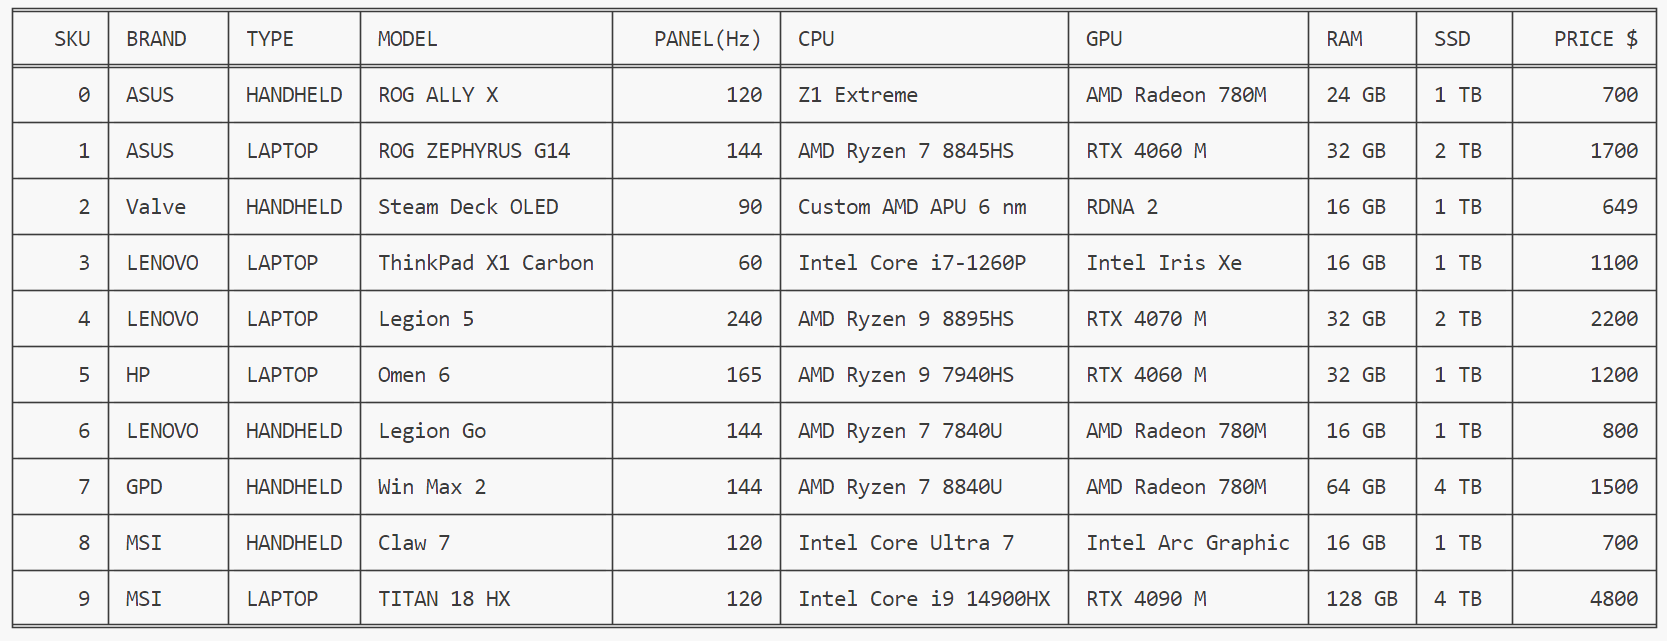 SKU BRAND TYPE MODEL PANEL(Hz) CPU GPU RAM SSD PRICE $
0 ASUS HANDHELD ROG ALLY X 120 Z1 Extreme AMD Radeon 780M 24 GB 1 TB 700
1 ASUS LAPTOP ROG ZEPHYRUS G14 144 AMD Ryzen 7 8845HS RTX 4060 M 32 GB 2 TB 1700
2 Valve HANDHELD Steam Deck OLED 90 Custom AMD APU 6 nm RDNA 2 16 GB 1 TB 649
3 LENOVO LAPTOP ThinkPad X1 Carbon 60 Intel Core i7-1260P Intel Iris Xe 16 GB 1 TB 1100
4 LENOVO LAPTOP Legion 5 240 AMD Ryzen 9 8895HS RTX 4070 M 32 GB 2 TB 2200
5 HP LAPTOP Omen 6 165 AMD Ryzen 9 7940HS RTX 4060 M 32 GB 1 TB 1200
6 LENOVO HANDHELD Legion Go 144 AMD Ryzen 7 7840U AMD Radeon 780M 16 GB 1 TB 800
7 GPD HANDHELD Win Max 2 144 AMD Ryzen 7 8840U AMD Radeon 780M 64 GB 4 TB 1500
8 MSI HANDHELD Claw 7 120 Intel Core Ultra 7 Intel Arc Graphic 16 GB 1 TB 700
9 MSI LAPTOP TITAN 18 HX 120 Intel Core i9 14900HX RTX 4090 M 128 GB 4 TB 4800